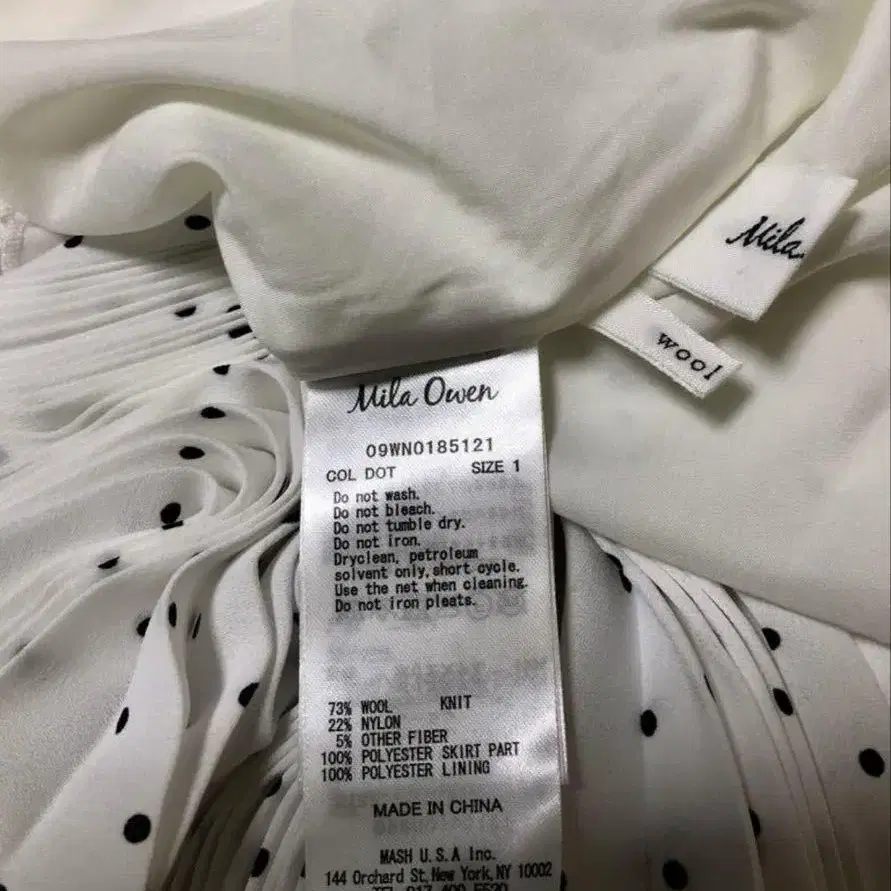 Mila
wool
Mila Owen
09WN0185121
COL DOT SIZE 1
Do not wash.
Do not bleach.
Do not tumble dry.
Do not iron.
Dryclean, petroleum
solvent only, short cycle.
Use the net when cleaning.
Do not iron pleats.
73% WOOL KNIT
22% NYLON
5% OTHER FIBER
100% POLYESTER SKIRT PART
100% POLYESTER LINING
MADE IN CHINA
MASH U.S.A Inc.
144 Orchard St, New York, NY 10002